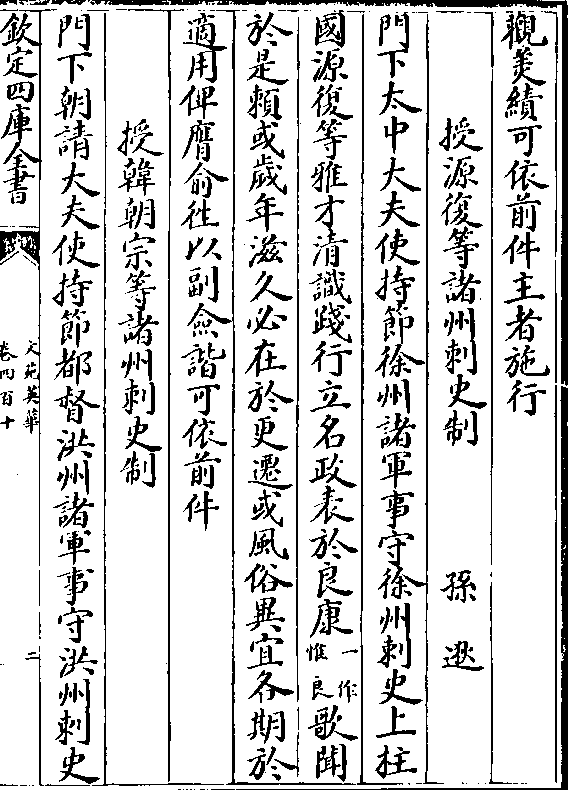 觀美績可依前件主者施行
授源復等諸州刺史制
孫逖
門下太中大夫使持節徐州諸軍事守徐州刺史上柱
國源復等雅才清識踐行立名政表於良康一作惟良歌聞
於是賴或歲年滋久必在於更遷或風俗異宜各期於
適用俾膺俞徃以副僉諧可依前件
授韓朝宗等諸州刺史制
門下朝請大夫使持節都督洪州諸軍事守洪州刺史
欽定四庫全書
文苑英華
卷四百十
二